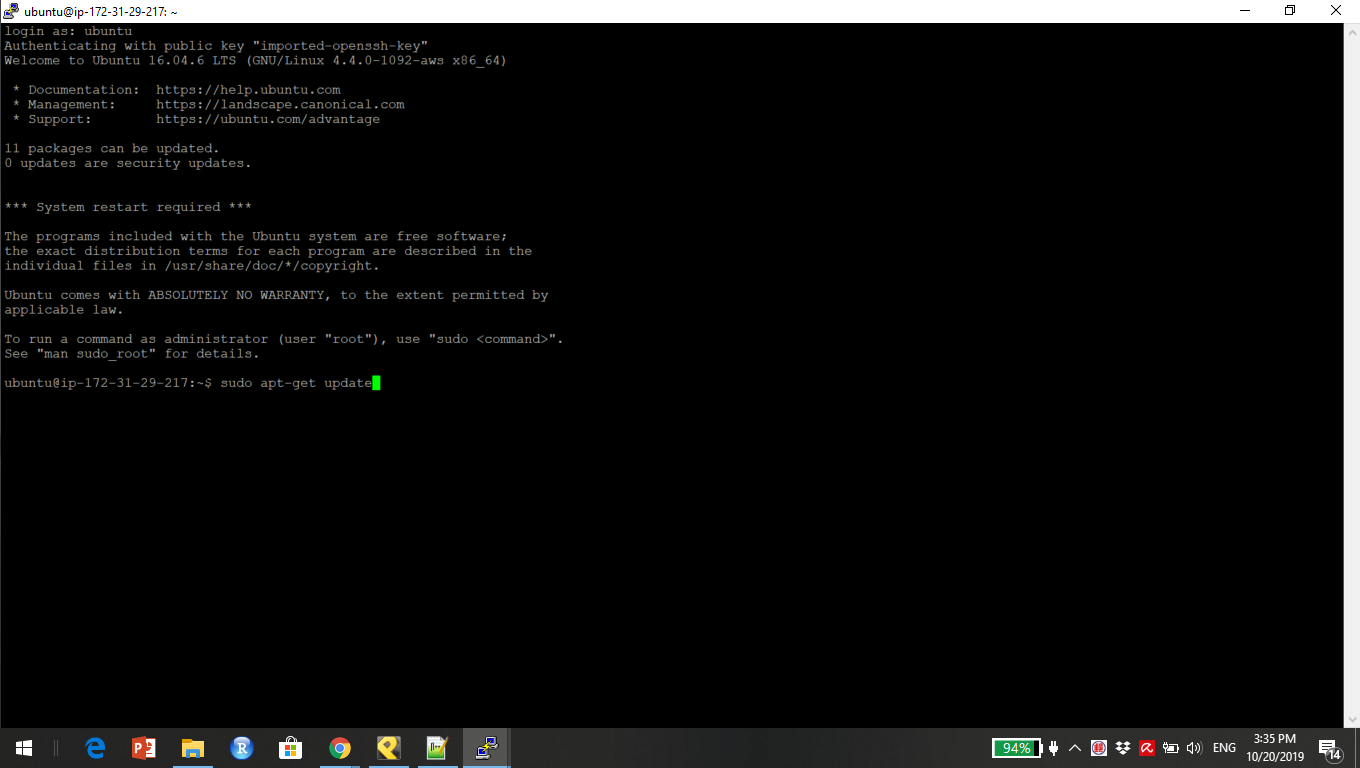 ubuntu@ip-172-31-29-217: ~
login as: ubuntu
Authenticating with public key "imported-openssh-key"
Welcome to Ubuntu 16.04.6 LTS (GNU/Linux 4.4.0-1092-aws x86_64)
* Documentation:  https://help.ubuntu.com
* Management:     https://landscape.canonical.com
* Support:        https://ubuntu.com/advantage
11 packages can be updated.
0 updates are security updates.
*** System restart required ***
The programs included with the Ubuntu system are free software;
the exact distribution terms for each program are described in the
individual files in /usr/share/doc/*/copyright.
Ubuntu comes with ABSOLUTELY NO WARRANTY, to the extent permitted by
applicable law.
To run a command as administrator (user "root"), use "sudo <command>".
See "man sudo_root" for details.
ubuntu@ip-172-31-29-217:~$ sudo apt-get update
94%
ENG
3:35 PM
10/20/2019
14